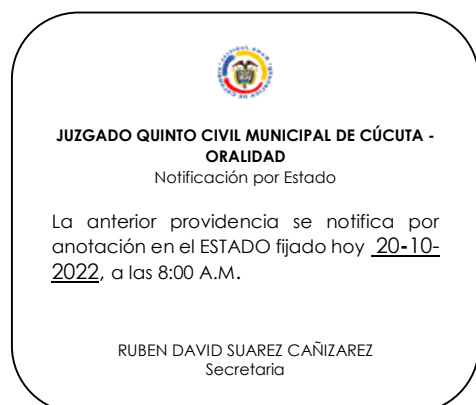 JUZGADO QUINTO CIVIL MUNICIPAL DE CÚCUTA -
ORALIDAD
Notificación por Estado
La anterior providencia se notifica por
anotación en el ESTADO fijado hoy 20-10-
2022, a las 8:00 A.M.
RUBEN DAVID SUAREZ CAÑIZAREZ
Secretaria